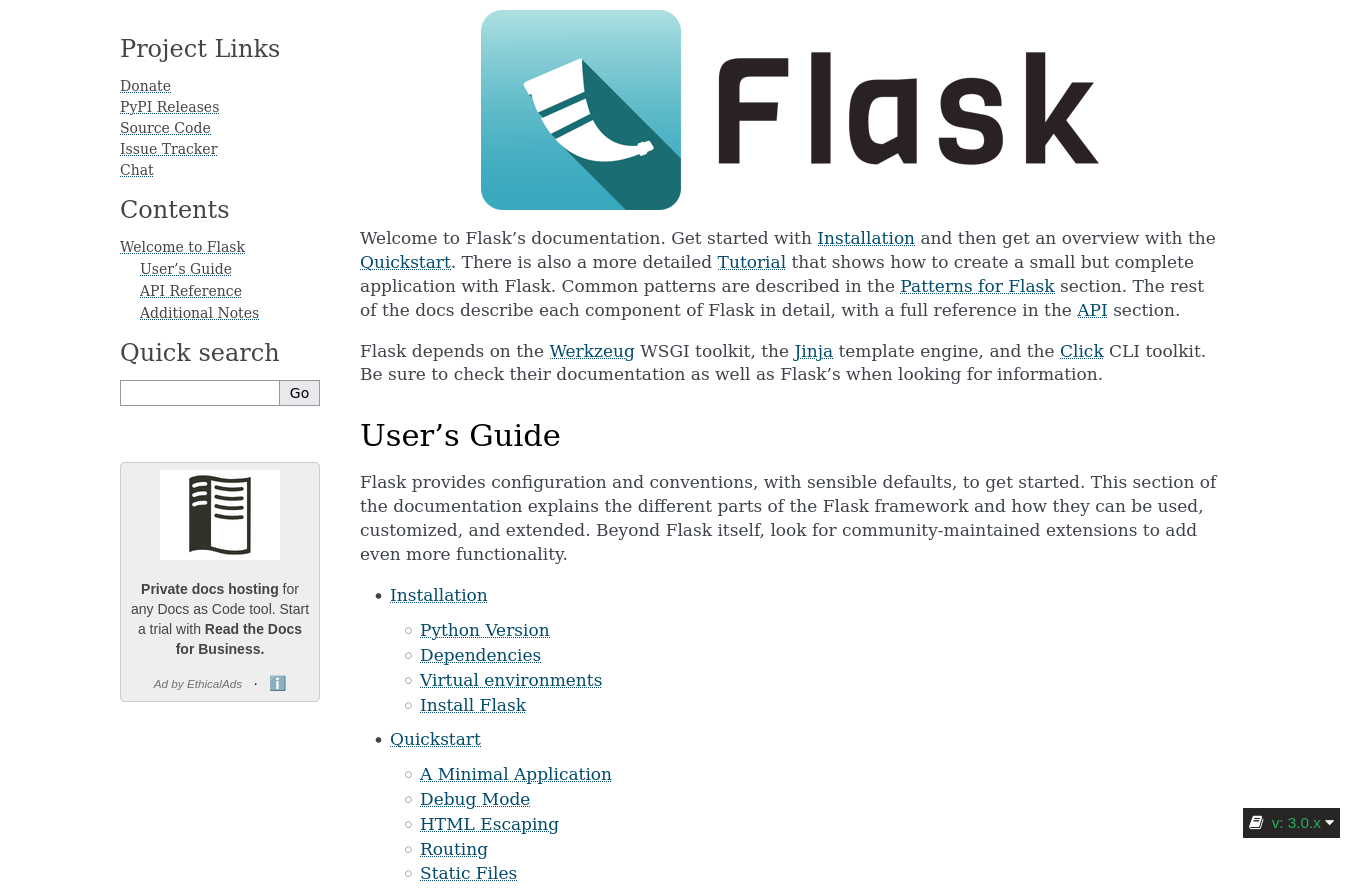 Project Links
Donate
PyPI Releases
Source Code
Issue Tracker
Chat
Contents
Welcome to Flask
User’s Guide
API Reference
Additional Notes
Quick search
Go
Private docs hosting for
any Docs as Code tool. Start
a trial with Read the Docs
for Business.
Ad by EthicalAds · ℹ️
Flask
Welcome to Flask’s documentation. Get started with Installation and then get an overview with the
Quickstart. There is also a more detailed Tutorial that shows how to create a small but complete
application with Flask. Common patterns are described in the Patterns for Flask section. The rest
of the docs describe each component of Flask in detail, with a full reference in the API section.
Flask depends on the Werkzeug WSGI toolkit, the Jinja template engine, and the Click CLI toolkit.
Be sure to check their documentation as well as Flask’s when looking for information.
User’s Guide
Flask provides configuration and conventions, with sensible defaults, to get started. This section of
the documentation explains the different parts of the Flask framework and how they can be used,
customized, and extended. Beyond Flask itself, look for community-maintained extensions to add
even more functionality.
• Installation
○ Python Version
○ Dependencies
○ Virtual environments
○ Install Flask
• Quickstart
○ A Minimal Application
○ Debug Mode
○ HTML Escaping
○ Routing
○ Static Files
v: 3.0.x